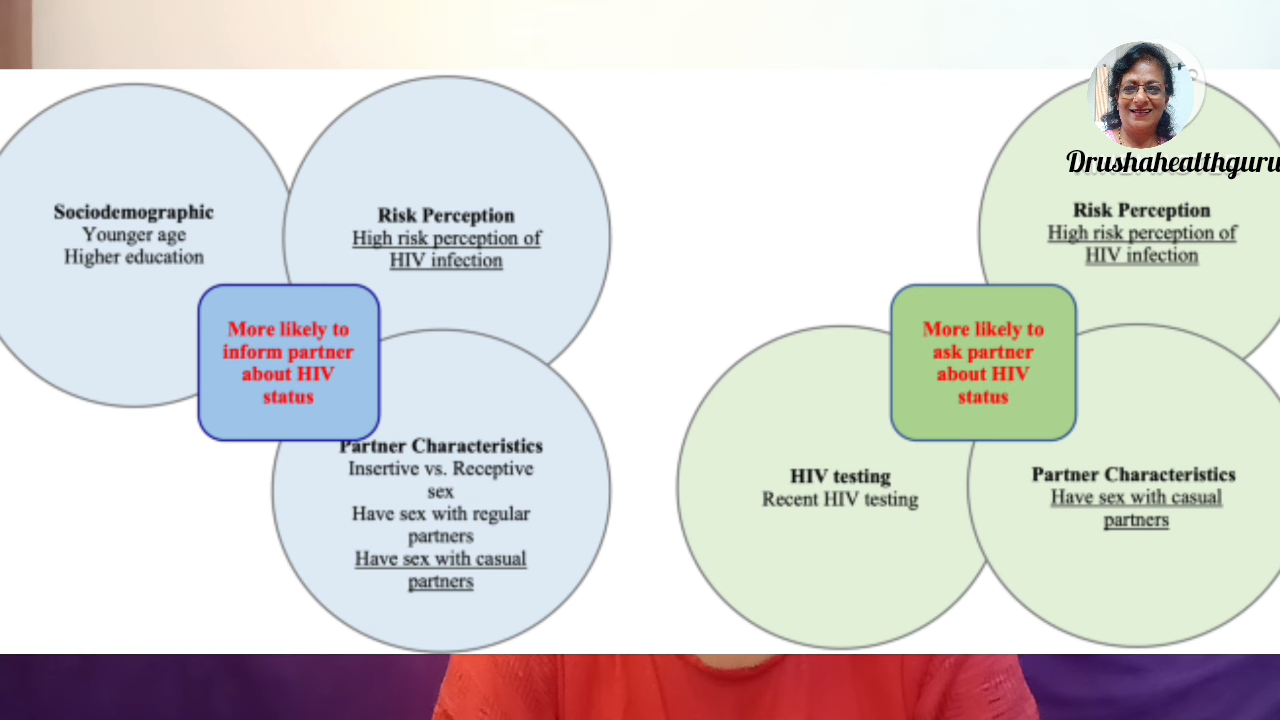 Sociodemographic
Younger age
Higher education
Risk Perception
High risk perception of
HIV infection
More likely to
inform partner
about HIV
status
Partner Characteristics
Insertive vs. Receptive
sex
Have sex with regular
partners
Have sex with casual
partners
Drushahealthguru
Risk Perception
High risk perception of
HIV infection
More likely to
ask partner
about HIV
status
HIV testing
Recent HIV testing
Partner Characteristics
Have sex with casual
partners